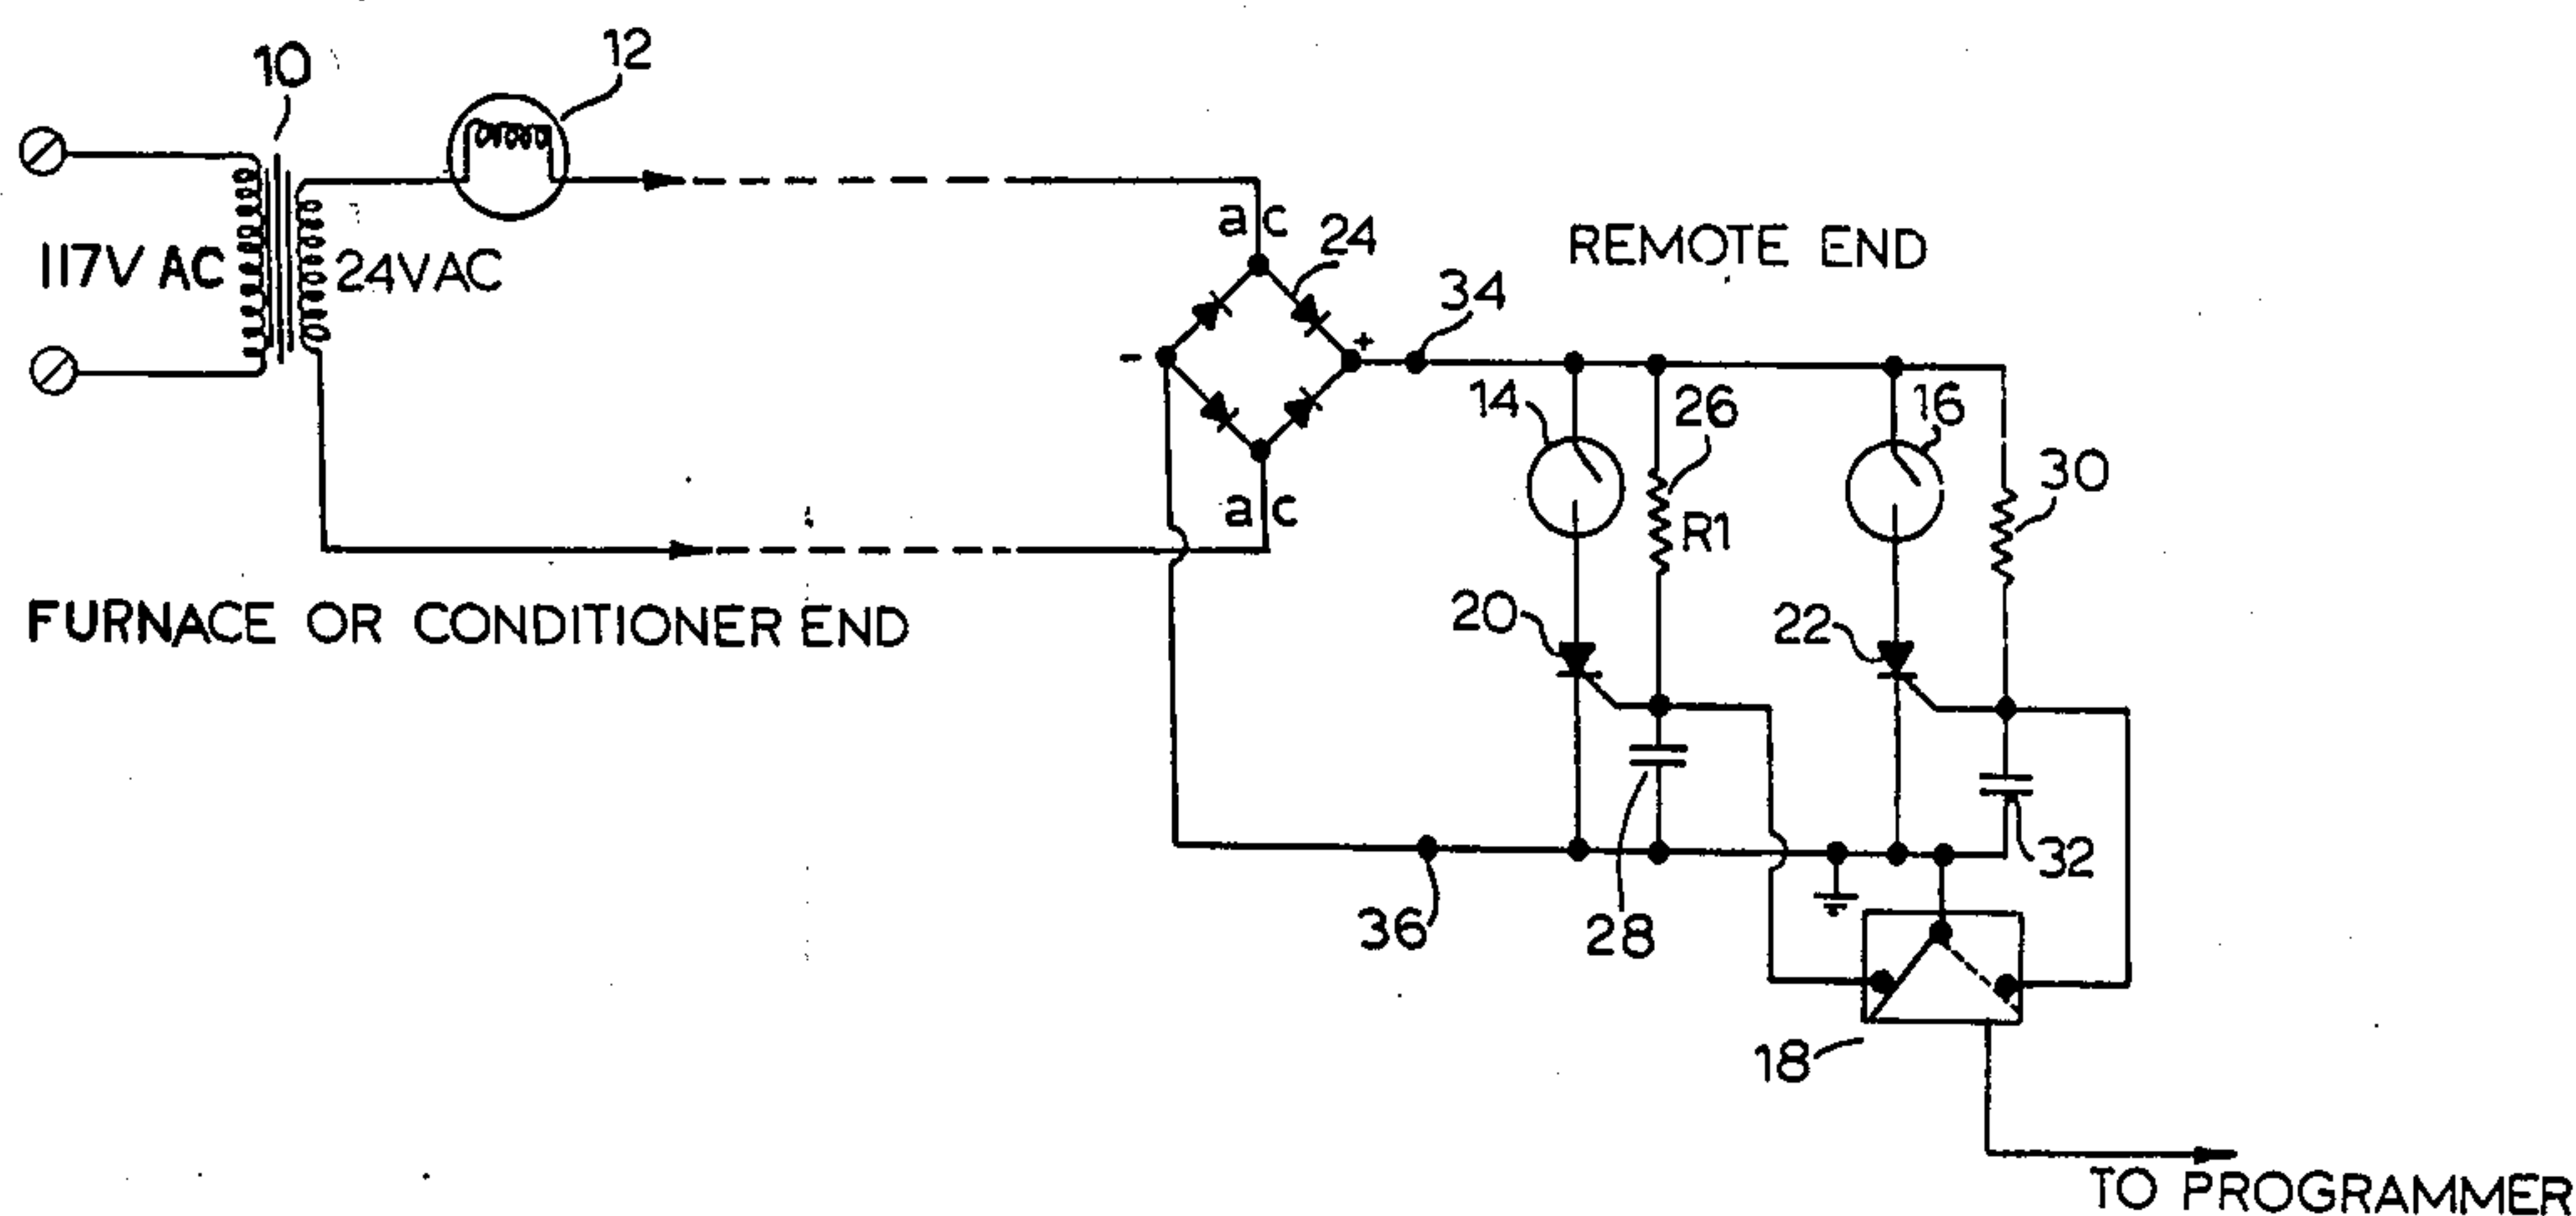 10
12
117V AC
24VAC
ac
24
REMOTE END
34
+
-
14
26
16
30
ac
R1
FURNACE OR CONDITIONER END
20
22
28
32
36
18
TO PROGRAMMER